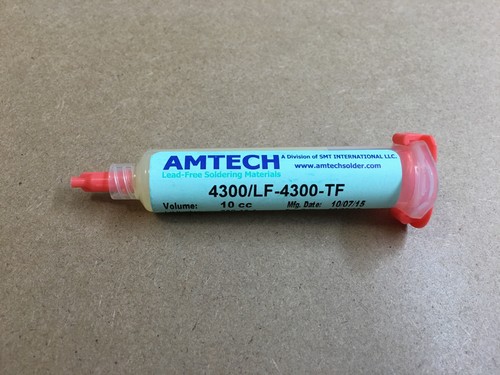 AMTECH
A Division of SMT INTERNATIONAL LLC.
www.amtechsolder.com
Lead-Free Soldering Materials
4300/LF-4300-TF
Volume: 10 cc Mfg. Date: 10/07/15